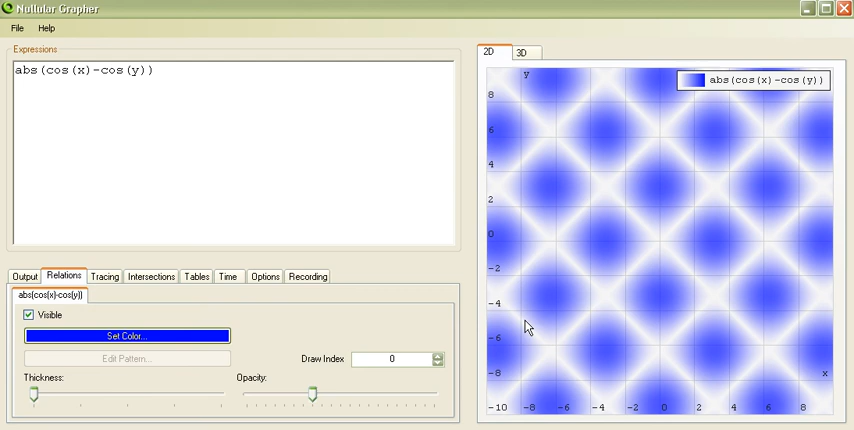 Nullular Grapher
File Help
Expressions
abs(cos(x)-cos(y))
Output Relations Tracing Intersections Tables Time Options Recording
abs(cos(x)-cos(y))
Visible
Set Color...
Edit Pattern...
Draw Index 0
Thickness:
Opacity:
2D 3D
y
abs(cos(x)-cos(y))
8
6
4
2
0
-2
-4
-6
-8
x
-10 -8 -6 -4 -2 0 2 4 6 8